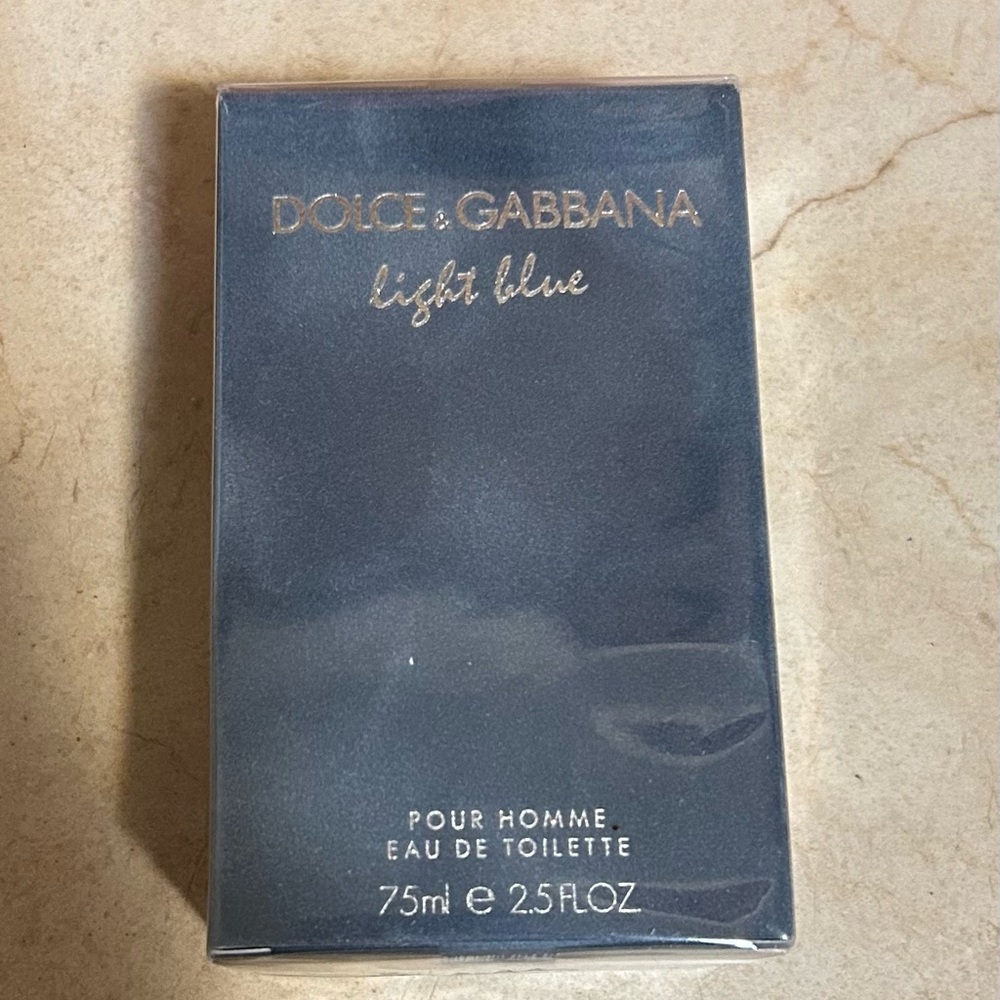 DOLCE & GABBANA
light blue
POUR HOMME
EAU DE TOILETTE
75ml e 2.5 FL.OZ.